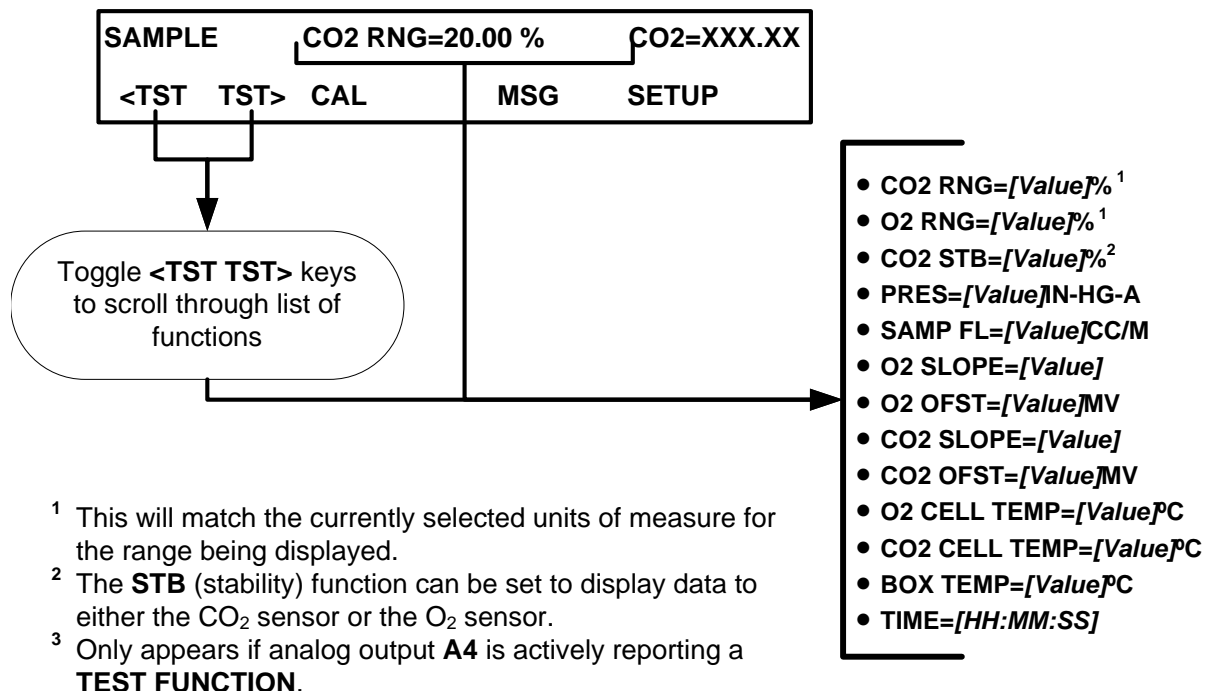 SAMPLE CO2 RNG=20.00 % CO2=XXX.XX
<TST TST> CAL MSG SETUP
Toggle <TST TST> keys
to scroll through list of
functions
• CO2 RNG=[Value]% 1
• O2 RNG=[Value]% 1
• CO2 STB=[Value]%2
• PRES=[Value]IN-HG-A
• SAMP FL=[Value]CC/M
• O2 SLOPE=[Value]
• O2 OFST=[Value]MV
• CO2 SLOPE=[Value]
• CO2 OFST=[Value]MV
• O2 CELL TEMP=[Value]ºC
• CO2 CELL TEMP=[Value]ºC
• BOX TEMP=[Value]ºC
• TIME=[HH:MM:SS]
1 This will match the currently selected units of measure for
the range being displayed.
2 The STB (stability) function can be set to display data to
either the CO2 sensor or the O2 sensor.
3 Only appears if analog output A4 is actively reporting a
TEST FUNCTION.